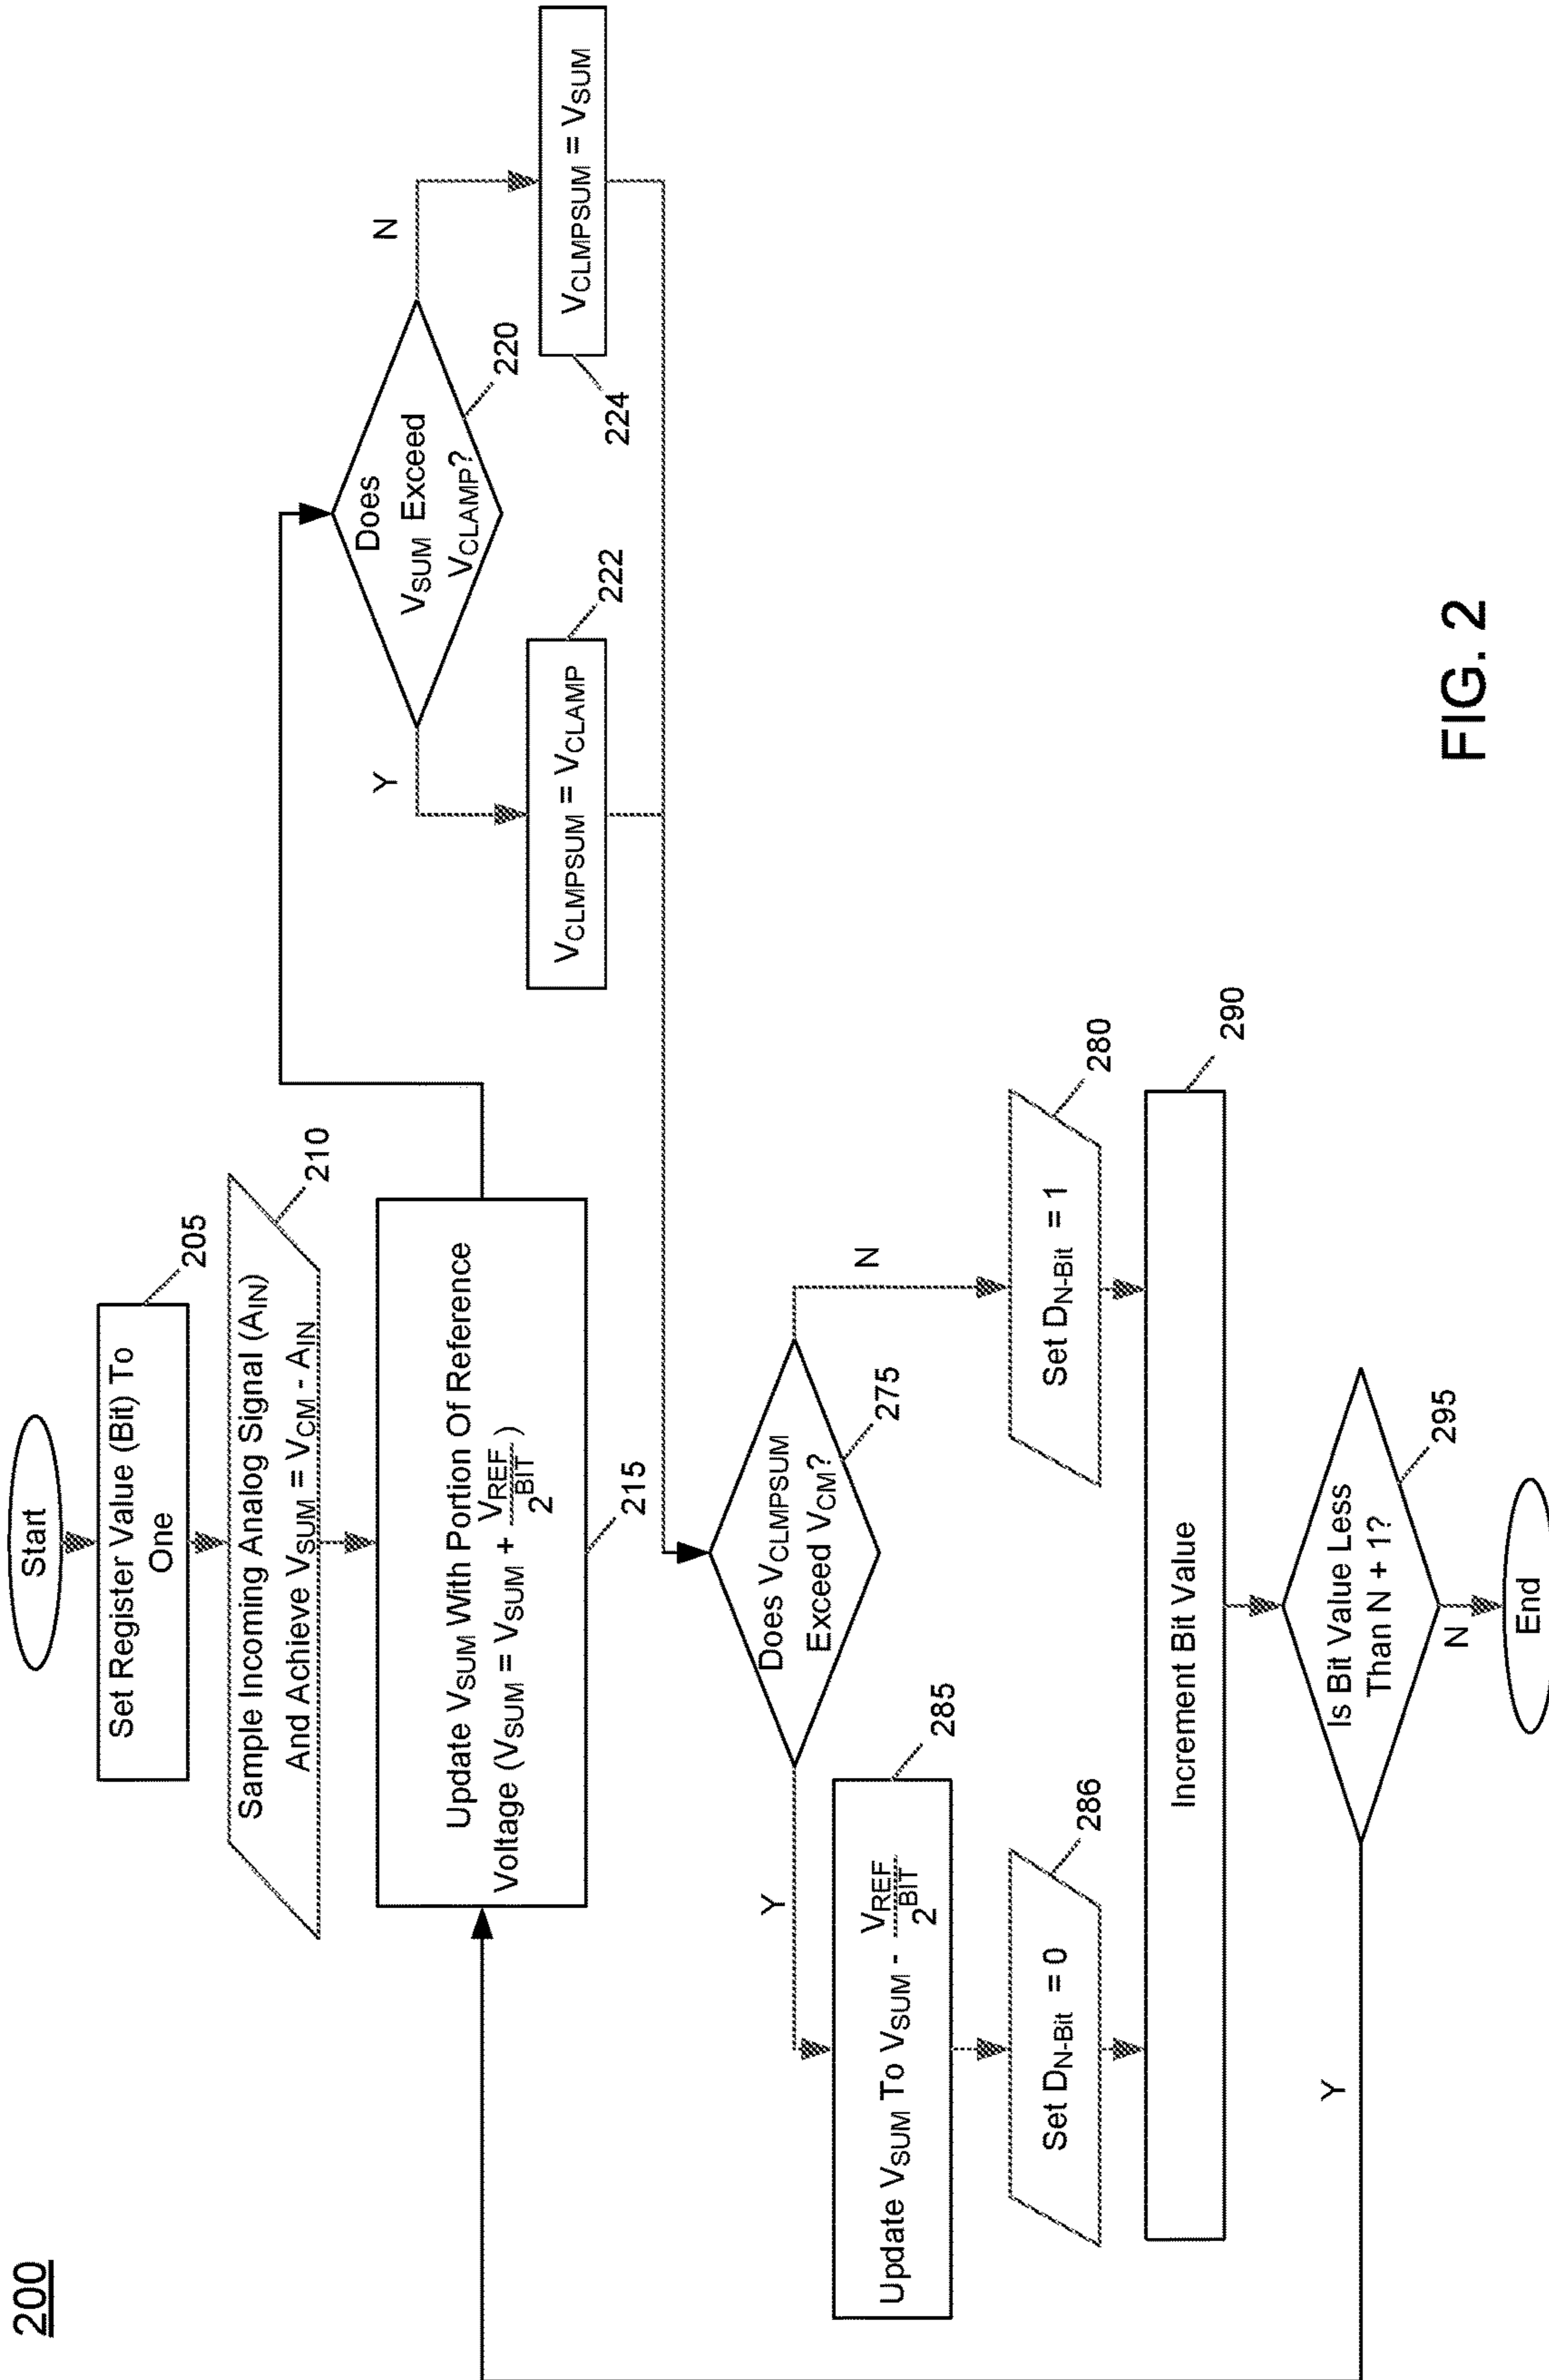 200
Start
Set Register Value (Bit) To
One
205
Sample Incoming Analog Signal (AIN)
And Achieve VSUM = VCM - AIN
210
Update VSUM With Portion Of Reference
Voltage (VSUM = VSUM + VREF
2BIT )
215
Does
VSUM Exceed
VCLAMP?
220
Y
N
VCLMPSUM = VCLAMP
222
VCLMPSUM = VSUM
224
Does VCLMPSUM
Exceed VCM?
275
Y
N
Update VSUM To VSUM - VREF
2BIT
285
Set DN-Bit = 0
286
Set DN-Bit = 1
280
Increment Bit Value
290
Is Bit Value Less
Than N + 1?
295
Y
N
End
FIG. 2